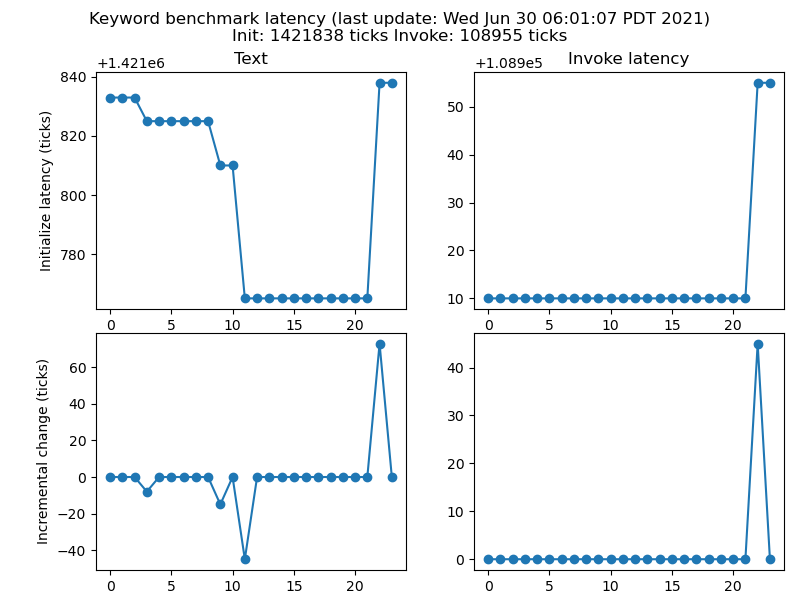 Keyword benchmark latency (last update: Wed Jun 30 06:01:07 PDT 2021)
Init: 1421838 ticks Invoke: 108955 ticks
Text
Invoke latency
+1.421e6
+1.089e5
Initialize latency (ticks)
840
820
800
780
0 5 10 15 20
50
40
30
20
10
0 5 10 15 20
Incremental change (ticks)
60
40
20
0
−20
−40
0 5 10 15 20
40
30
20
10
0
0 5 10 15 20